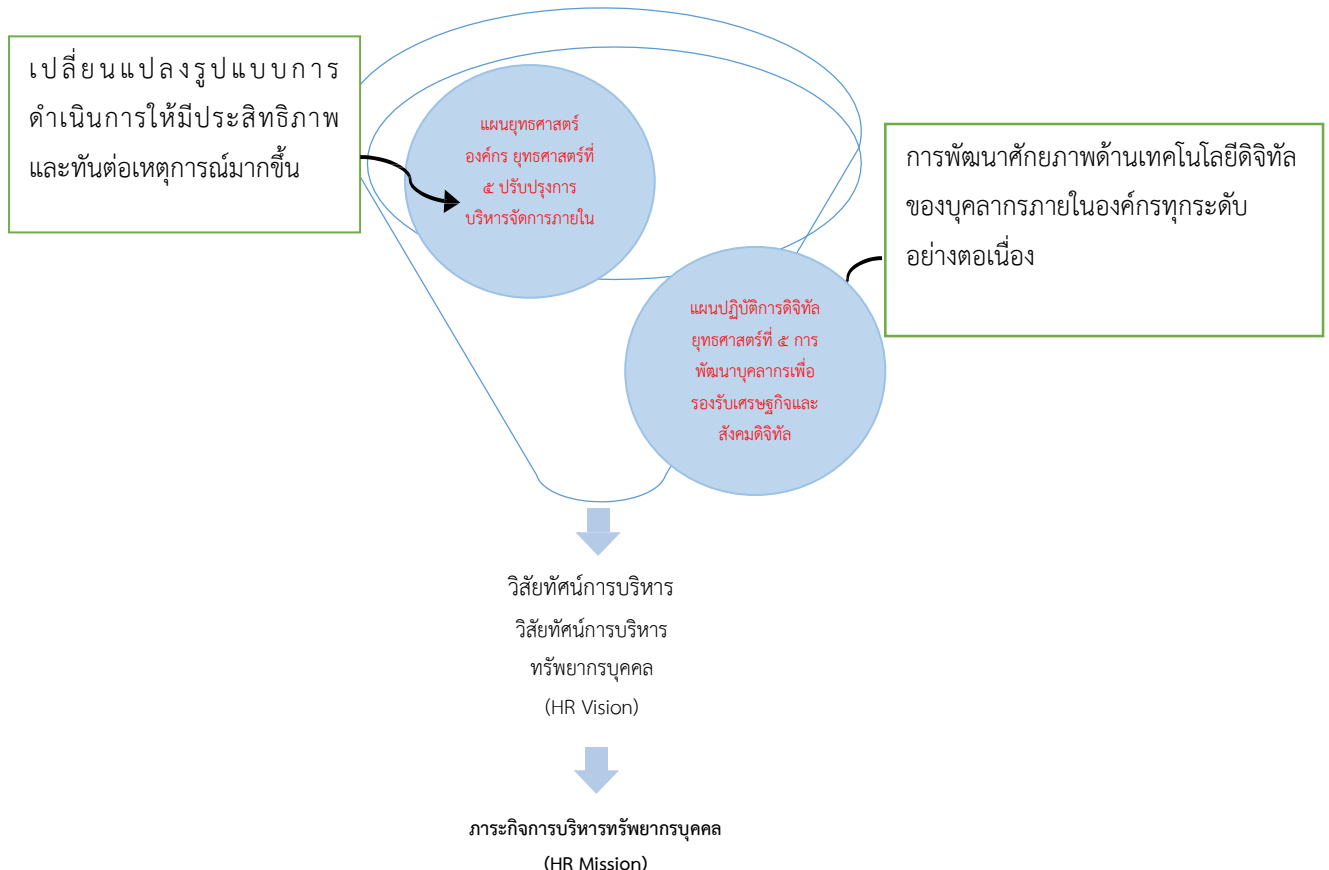 เปลี่ยนแปลงรูปแบบการ
ดำเนินการให้มีประสิทธิภาพ
และทันต่อเหตุการณ์มากขึ้น
แผนยุทธศาสตร์
องค์กร ยุทธศาสตร์ที่
๕ ปรับปรุงการ
บริหารจัดการภายใน
การพัฒนาศักยภาพด้านเทคโนโลยีดิจิทัล
ของบุคลากรภายในองค์กรทุกระดับ
อย่างตอเนื่อง
แผนปฏิบัติการดิจิทัล
ยุทธศาสตร์ที่ ๕ การ
พัฒนาบุคลากรเพื่อ
รองรับเศรษฐกิจและ
สังคมดิจิทัล
วิสัยทัศน์การบริหาร
วิสัยทัศน์การบริหาร
ทรัพยากรบุคคล
(HR Vision)
ภาระกิจการบริหารทรัพยากรบุคคล
(HR Mission)